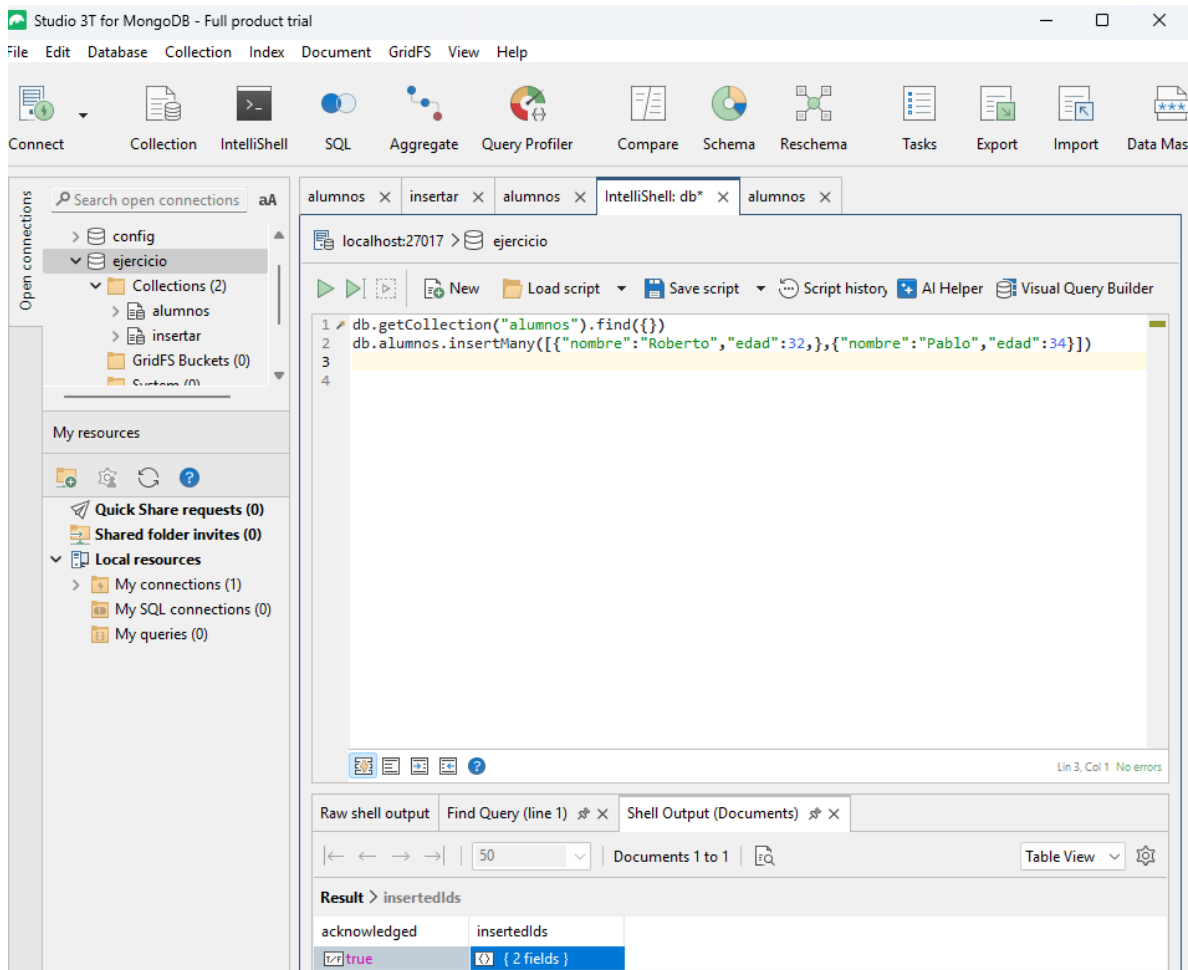 Studio 3T for MongoDB - Full product trial
File Edit Database Collection Index Document GridFS View Help
Connect Collection IntelliShell SQL Aggregate Query Profiler Compare Schema Reschema Tasks Export Import Data Mas
Open connections
Search open connections aA
config
ejercicio
Collections (2)
alumnos
insertar
GridFS Buckets (0)
System (0)
My resources
Quick Share requests (0)
Shared folder invites (0)
Local resources
My connections (1)
My SQL connections (0)
My queries (0)
alumnos insertar alumnos IntelliShell: db* alumnos
localhost:27017 > ejercicio
New Load script Save script Script history AI Helper Visual Query Builder
1 db.getCollection("alumnos").find({})
2 db.alumnos.insertMany([{"nombre":"Roberto","edad":32,},{"nombre":"Pablo","edad":34}])
3
4
Lin 3, Col 1 No errors
Raw shell output Find Query (line 1) Shell Output (Documents)
50 Documents 1 to 1 Table View
Result > insertedIds
acknowledged insertedIds
T/F true { 2 fields }